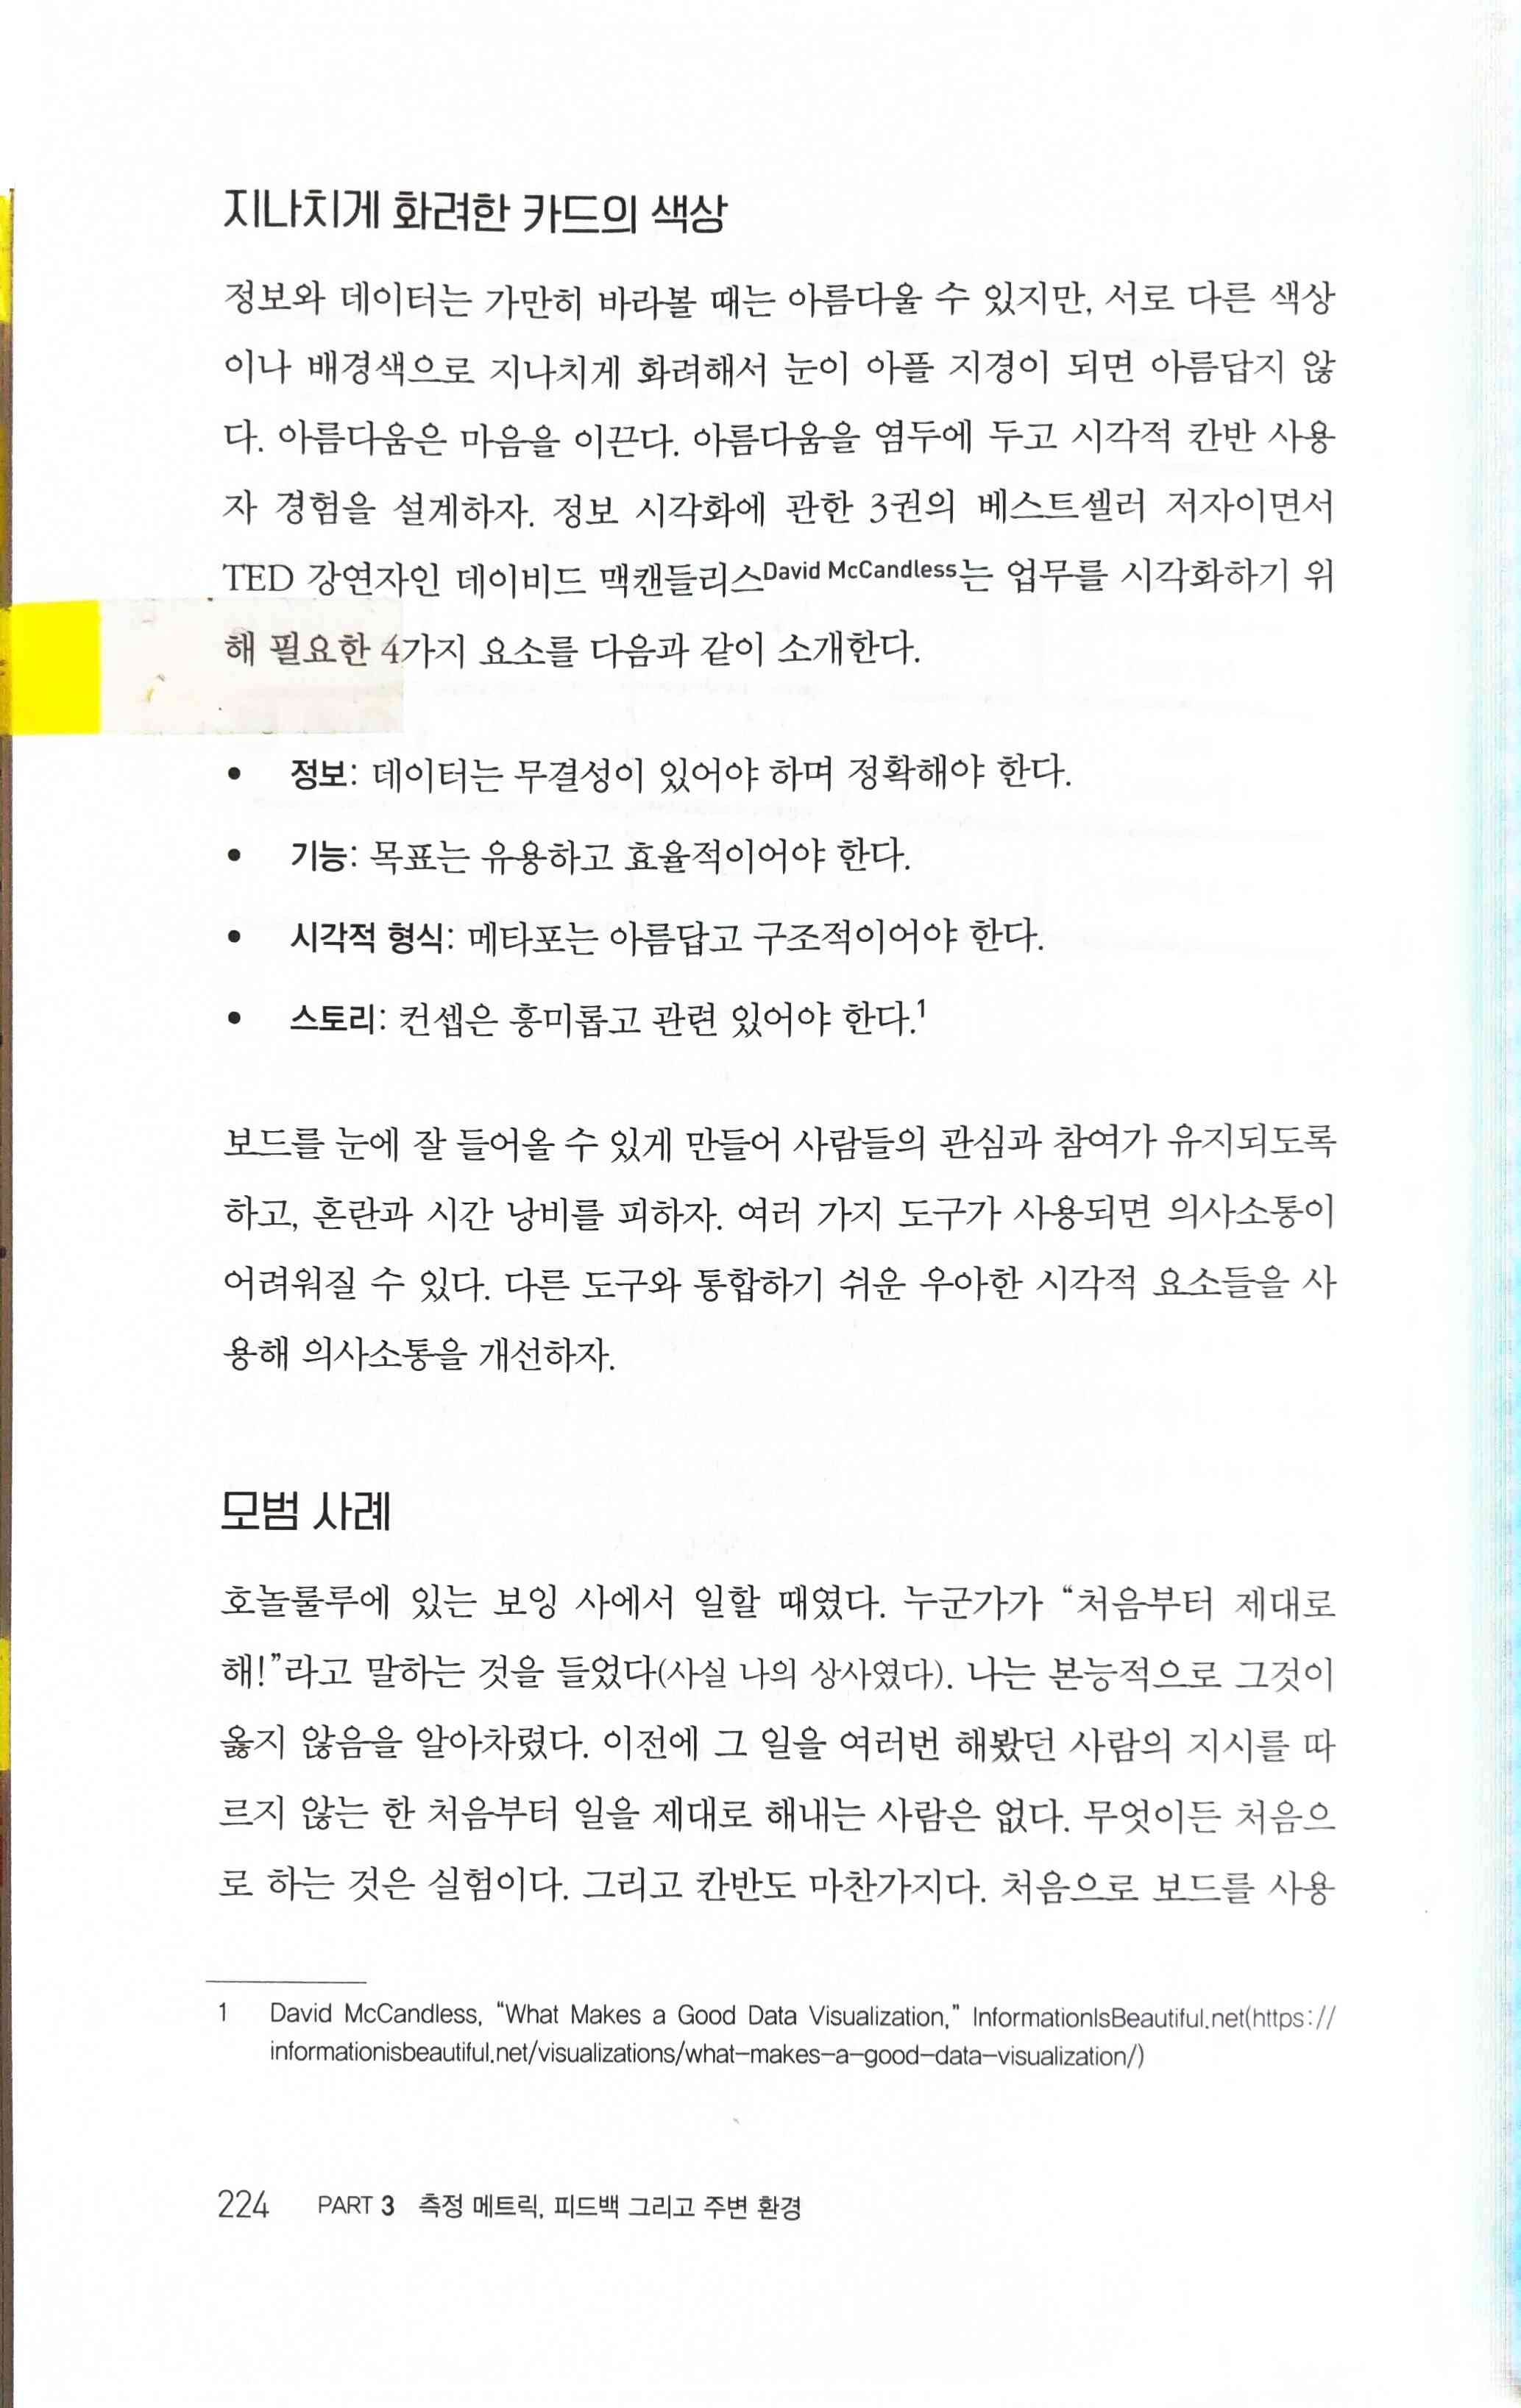 지나치게 화려한 카드의 색상
정보와 데이터는 가만히 바라볼 때는 아름다울 수 있지만, 서로 다른 색상
이나 배경색으로 지나치게 화려해서 눈이 아플 지경이 되면 아름답지 않
다. 아름다움은 마음을 이끈다. 아름다움을 염두에 두고 시각적 칸반 사용
자 경험을 설계하자. 정보 시각화에 관한 3권의 베스트셀러 저자이면서
TED 강연자인 데이비드 맥캔들리스David McCandless는 업무를 시각화하기 위
해 필요한 4가지 요소를 다음과 같이 소개한다.
• 정보: 데이터는 무결성이 있어야 하며 정확해야 한다.
• 기능: 목표는 유용하고 효율적이어야 한다.
• 시각적 형식: 메타포는 아름답고 구조적이어야 한다.
• 스토리: 컨셉은 흥미롭고 관련 있어야 한다.1
보드를 눈에 잘 들어올 수 있게 만들어 사람들의 관심과 참여가 유지되도록
하고, 혼란과 시간 낭비를 피하자. 여러 가지 도구가 사용되면 의사소통이
어려워질 수 있다. 다른 도구와 통합하기 쉬운 우아한 시각적 요소들을 사
용해 의사소통을 개선하자.
모범 사례
호놀룰루에 있는 보잉 사에서 일할 때였다. 누군가가 “처음부터 제대로
해!”라고 말하는 것을 들었다(사실 나의 상사였다). 나는 본능적으로 그것이
옳지 않음을 알아차렸다. 이전에 그 일을 여러번 해봤던 사람의 지시를 따
르지 않는 한 처음부터 일을 제대로 해내는 사람은 없다. 무엇이든 처음으
로 하는 것은 실험이다. 그리고 칸반도 마찬가지다. 처음으로 보드를 사용
1 David McCandless, “What Makes a Good Data Visualization,” InformationIsBeautiful.net(https://
informationisbeautiful.net/visualizations/what-makes-a-good-data-visualization/)
224 PART 3 측정 메트릭, 피드백 그리고 주변 환경